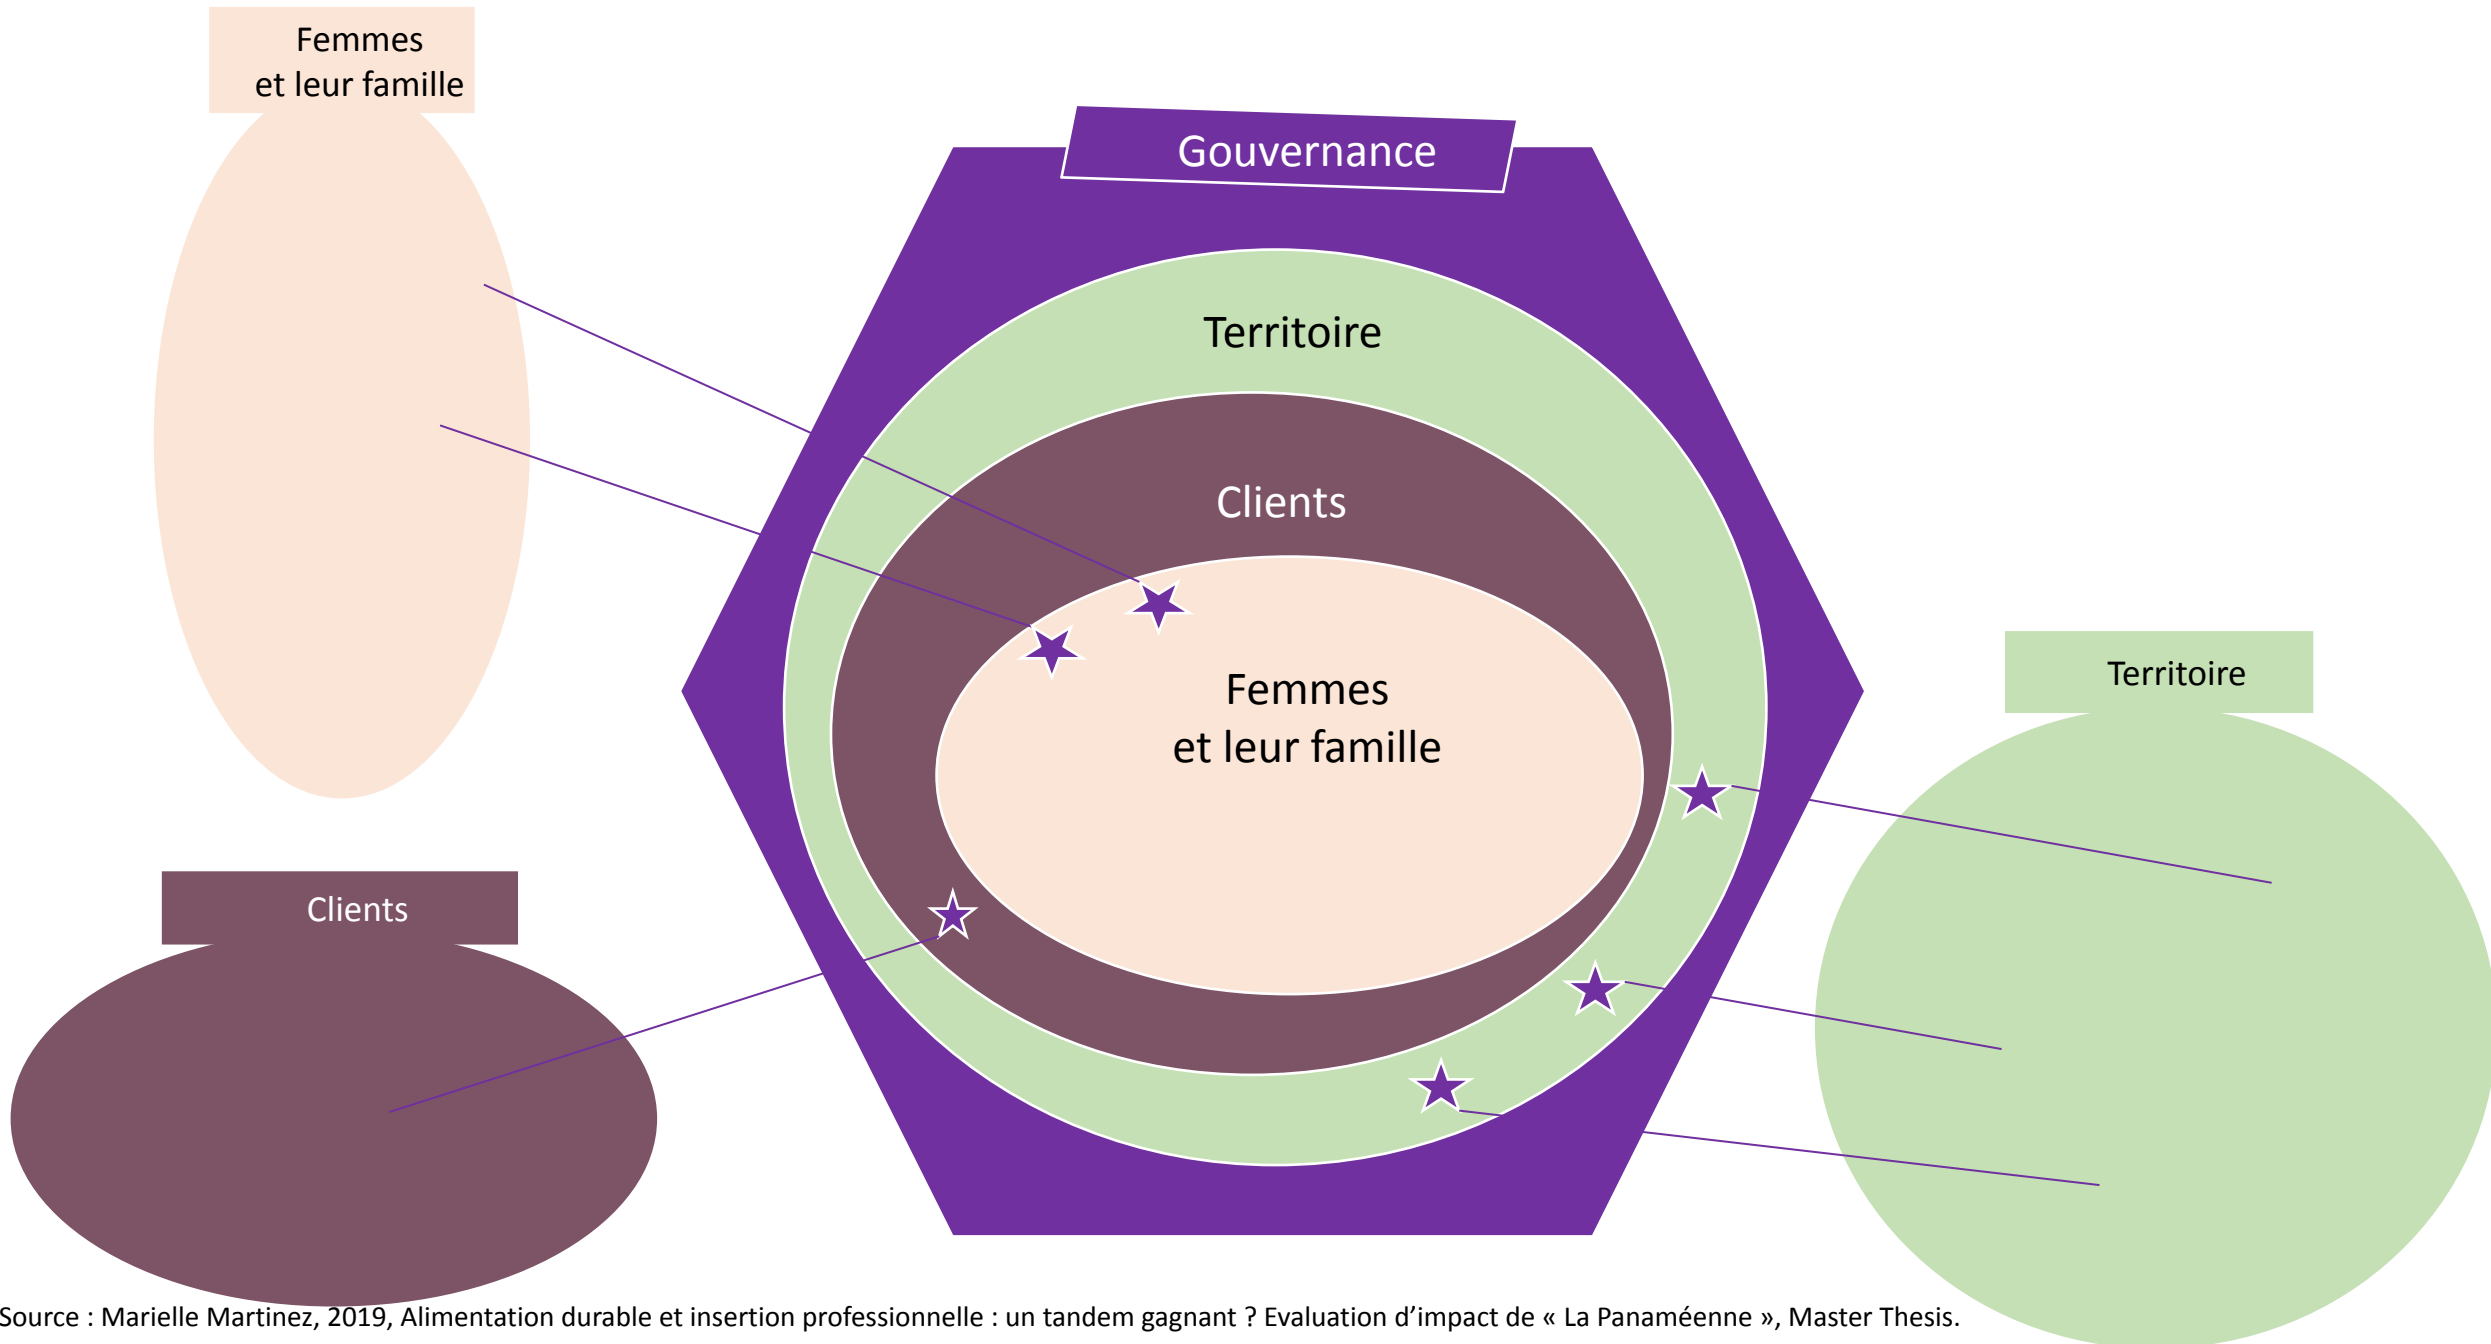 Femmes
et leur famille
Gouvernance
Territoire
Clients
Femmes
et leur famille
Territoire
Clients
Source : Marielle Martinez, 2019, Alimentation durable et insertion professionnelle : un tandem gagnant ? Evaluation d’impact de « La Panaméenne », Master Thesis.